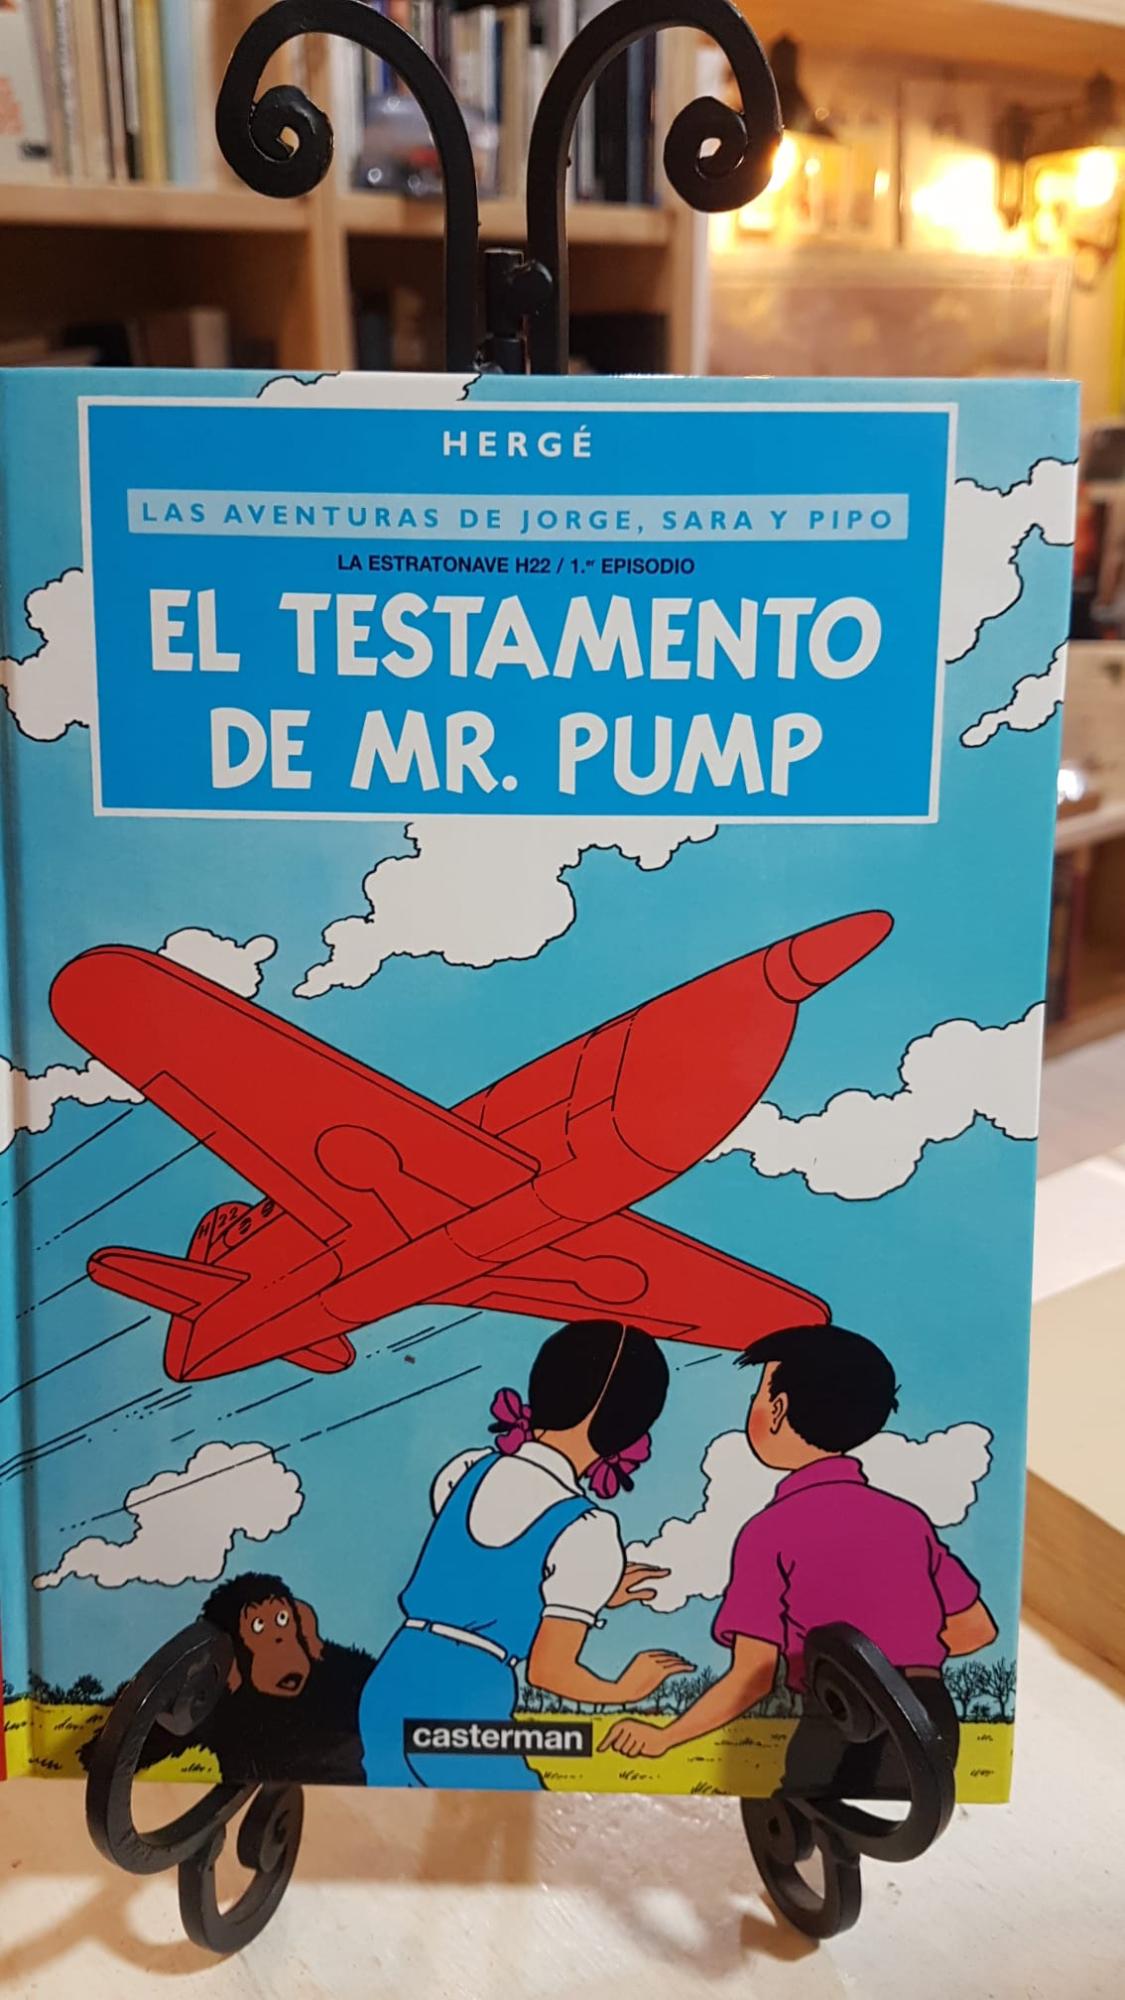 HERGÉ
LAS AVENTURAS DE JORGE, SARA Y PIPO
LA ESTRATONAVE H22 / 1.er EPISODIO
EL TESTAMENTO
DE MR. PUMP
H/22
casterman